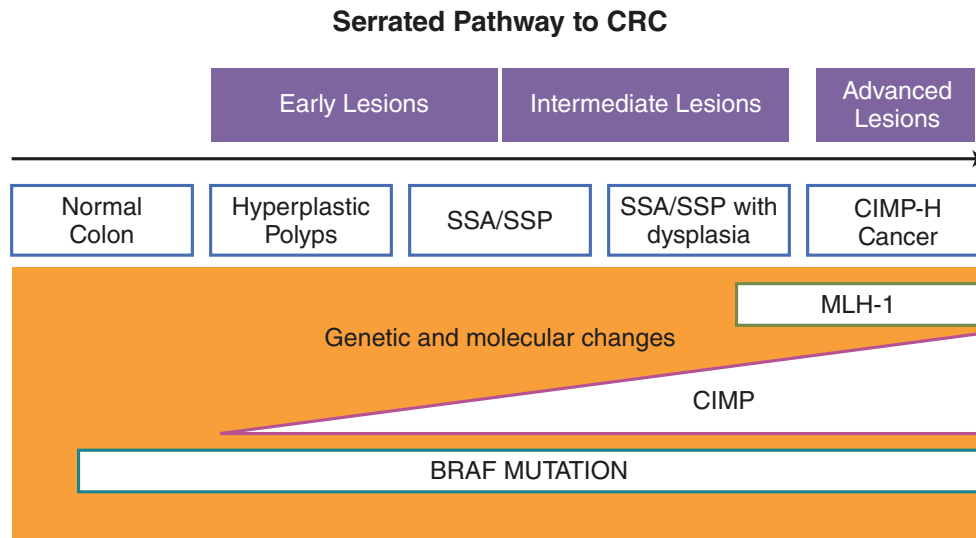 Serrated Pathway to CRC
Early Lesions
Intermediate Lesions
Advanced
Lesions
Normal
Colon
Hyperplastic
Polyps
SSA/SSP
SSA/SSP with
dysplasia
CIMP-H
Cancer
MLH-1
Genetic and molecular changes
CIMP
BRAF MUTATION